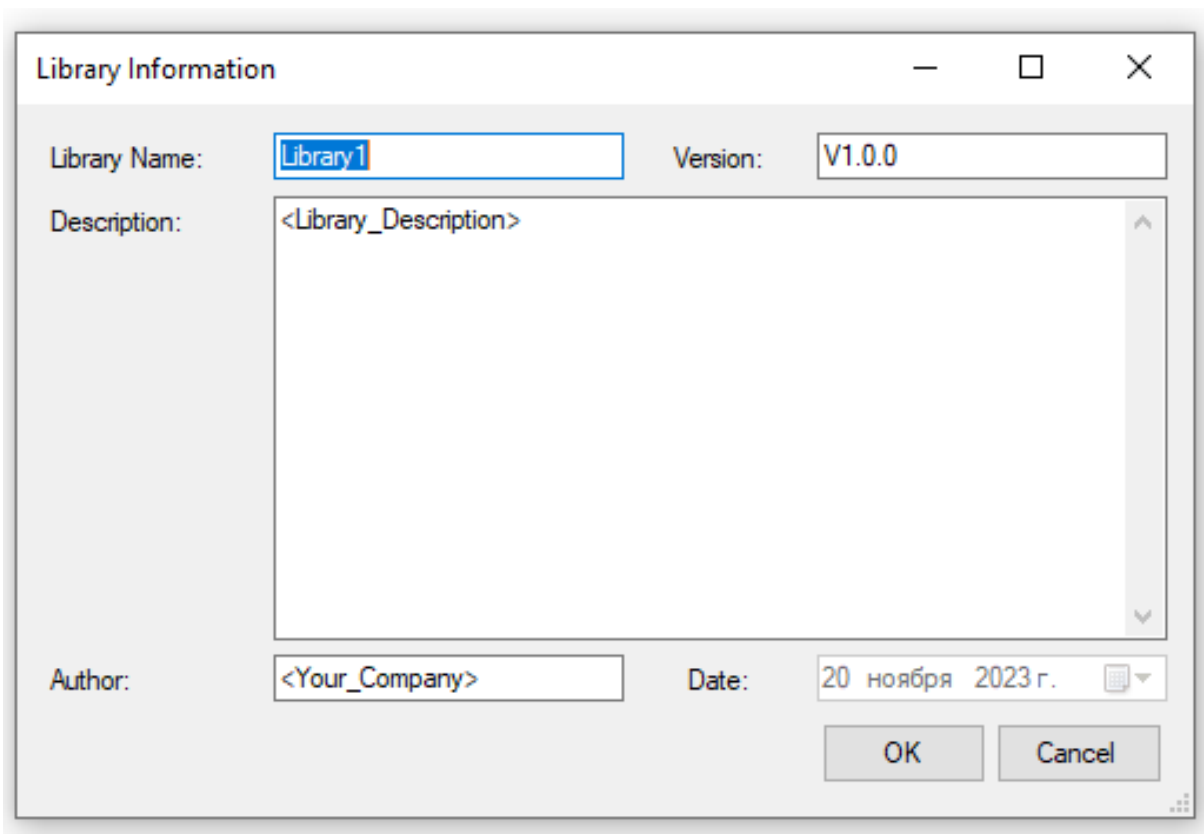 Library Information
Library Name: Library1 Version: V1.0.0
Description: <Library_Description>
Author: <Your_Company> Date: 20 ноября 2023 г.
OK Cancel